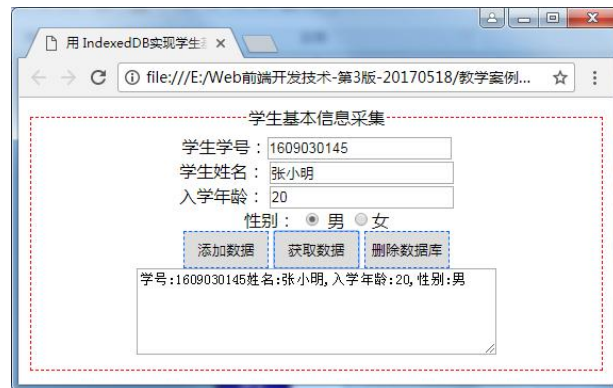 用 IndexedDB实现学生
file:///E:/Web前端开发技术-第3版-20170518/教学案例...
学生基本信息采集
学生学号：1609030145
学生姓名：张小明
入学年龄：20
性别： 男 女
添加数据 获取数据 删除数据库
学号:1609030145姓名:张小明,入学年龄:20,性别:男